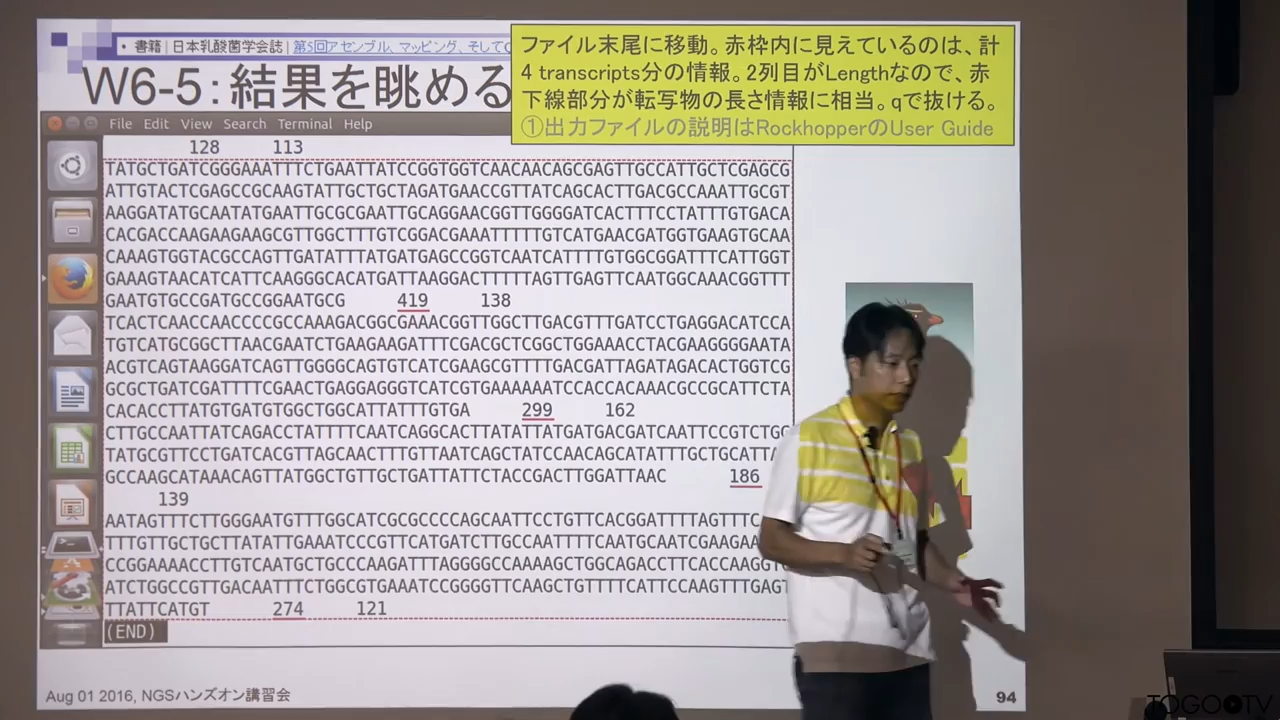 ・書籍 | 日本乳酸菌学会誌 | 第5回アセンブル、マッピング、そして
W6-5：結果を眺める
ファイル末尾に移動。赤枠内に見えているのは、計
4 transcripts分の情報。2列目がLengthなので、赤
下線部分が転写物の長さ情報に相当。qで抜ける。
①出力ファイルの説明はRockhopperのUser Guide
File Edit View Search Terminal Help
128 113
TATGCTGATCGGGAAATTTCTGAATTATCCGGTGGTCAACAACAGCGAGTTGCCATTGCTCGAGCG
ATTGTACTCGAGCCGCAAGTATTGCTGCTAGATGAACCGTTATCAGCACTTGACGCCAAATTGCGT
AAGGATATGCAATATGAATTGCGCGAATTGCAGGAACGGTTGGGGATCACTTTCCTATTTGTGACA
CACGACCAAGAAGAAGCGTTGGCTTTGTCGGACGAAATTTTTGTCATGAACGATGGTGAAGTGCAA
CAAAGTGGTACGCCAGTTGATATTTATGATGAGCCGGTCAATCATTTTGTGGCGGATTTCATTGGT
GAAAGTAACATCATTCAAGGGCACATGATTAAGGACTTTTTAGTTGAGTTCAATGGCAAACGGTTT
GAATGTGCCGATGCCGGAATGCG 419 138
TCACTCAACCAACCCCGCCAAAGACGGCGAAACGGTTGGCTTGACGTTTGATCCTGAGGACATCCA
TGTCATGCGGCTTAACGAATCTGAAGAAGATTTCGACGCTCGGCTGGAAACCTACGAAGGGGAATA
ACGTCAGTAAGGATCAGTTGGGGCAGTGTCATCGAAGCGTTTTGACGATTAGATAGACACTGGTCG
GCGCTGATCGATTTTCGAACTGAGGAGGGTCATCGTGAAAAAATCCACCACAAACGCCGCATTCTA
CACACCTTATGTGATGTGGCTGGCATTATTTGTGA 299 162
CTTGCCAATTATCAGACCTATTTTCAATCAGGCACTTATATTATGATGACGATCAATTCCGTCTGC
TATGCGTTCCTGATCACGTTAGCAACTTTGTTAATCAGCTATCCAACAGCATATTTGCTGCATTA
GCCAAGCATAAACAGTTATGGCTGTTGCTGATTATTCTACCGACTTGGATTAAC 186
139
AATAGTTTCTTGGGAATGTTTGGCATCGCGCCCCAGCAATTCCTGTTCACGGATTTTAGTTTC
TTTGTTGCTGCTTATATTGAAATCCCGTTCATGATCTTGCCAATTTTCAATGCAATCGAAGAA
CCGGAAAACCTTGTCAATGCTGCCCAAGATTTAGGGGCCAAAAGCTGGCAGACCTTCACCAAGGT
ATCTGGCCGTTGACAATTTCTGGCGTGAAATCCGGGGTTCAAGCTGTTTTCATTCCAAGTTTGAGT
TTATTCATGT 274 121
(END)
Aug 01 2016, NGSハンズオン講習会
94
TOGOTV